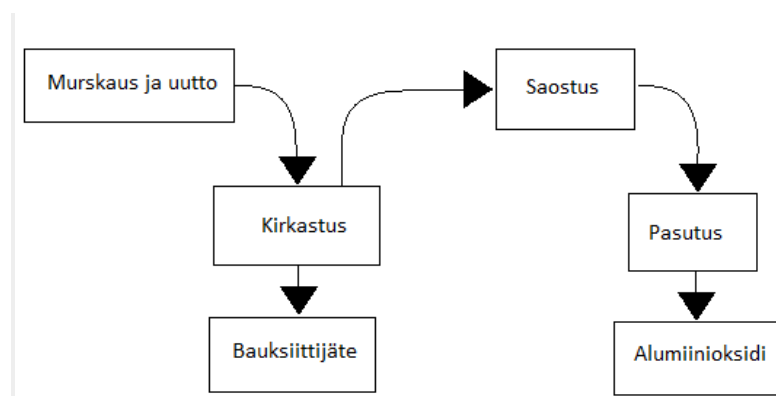 Murskaus ja uutto
Saostus
Kirkastus
Pasutus
Bauksiittijäte
Alumiinioksidi